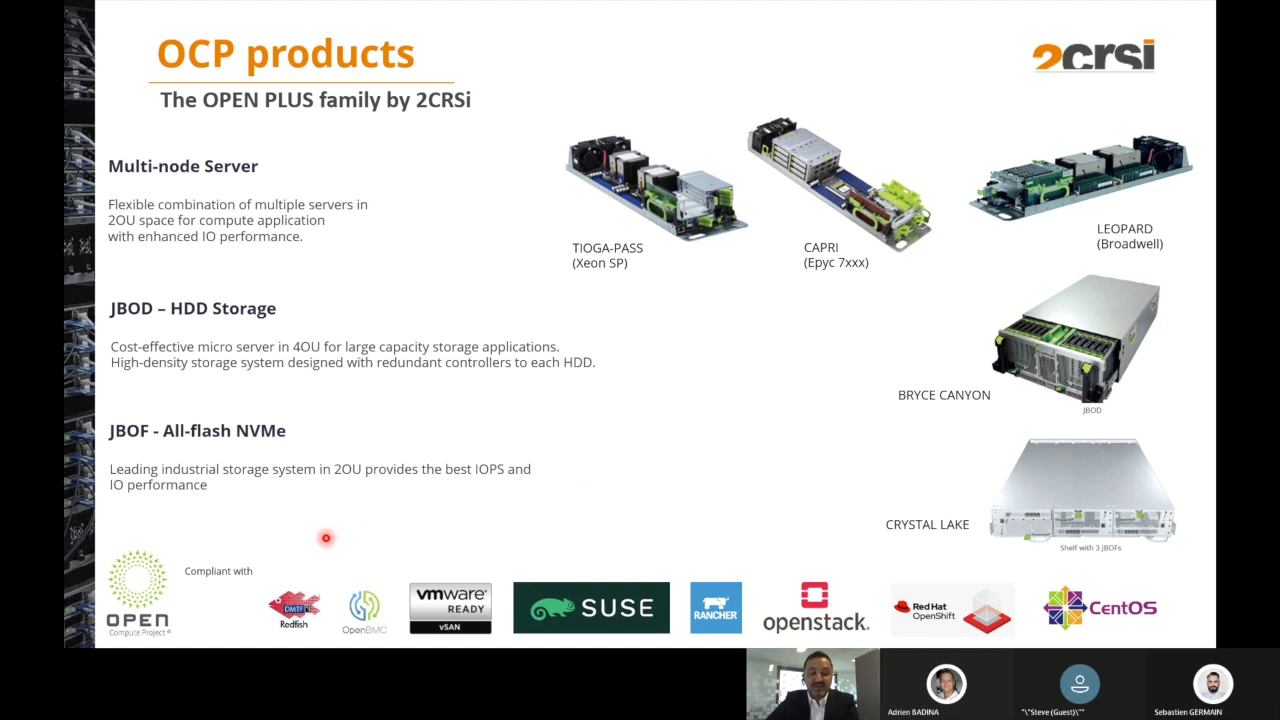 OCP products
2crsi
The OPEN PLUS family by 2CRSi
Multi-node Server
Flexible combination of multiple servers in
2OU space for compute application
with enhanced IO performance.
TIOGA-PASS
(Xeon SP)
CAPRI
(Epyc 7xxx)
LEOPARD
(Broadwell)
JBOD – HDD Storage
Cost-effective micro server in 4OU for large capacity storage applications.
High-density storage system designed with redundant controllers to each HDD.
BRYCE CANYON
JBOD
JBOF - All-flash NVMe
Leading industrial storage system in 2OU provides the best IOPS and
IO performance
CRYSTAL LAKE
Shelf with 3 JBOFs
OPEN
Compute Project®
Compliant with
DMTF
Redfish
OpenBMC
vmware®
READY
vSAN
SUSE
RANCHER
openstack.
Red Hat
OpenShift
CentOS
Adrien BADINA
"\"Steve (Guest)\""
Sebastien GERMAIN